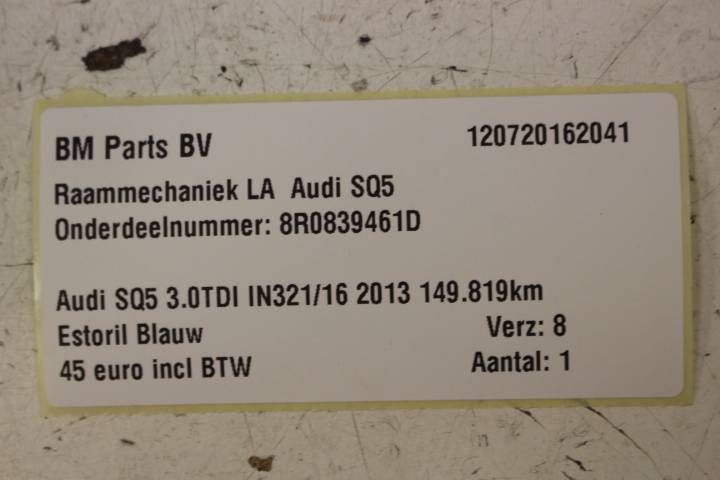 BM Parts BV 120720162041
Raammechaniek LA Audi SQ5
Onderdeelnummer: 8R0839461D
Audi SQ5 3.0TDI IN321/16 2013 149.819km
Estoril Blauw Verz: 8
45 euro incl BTW Aantal: 1